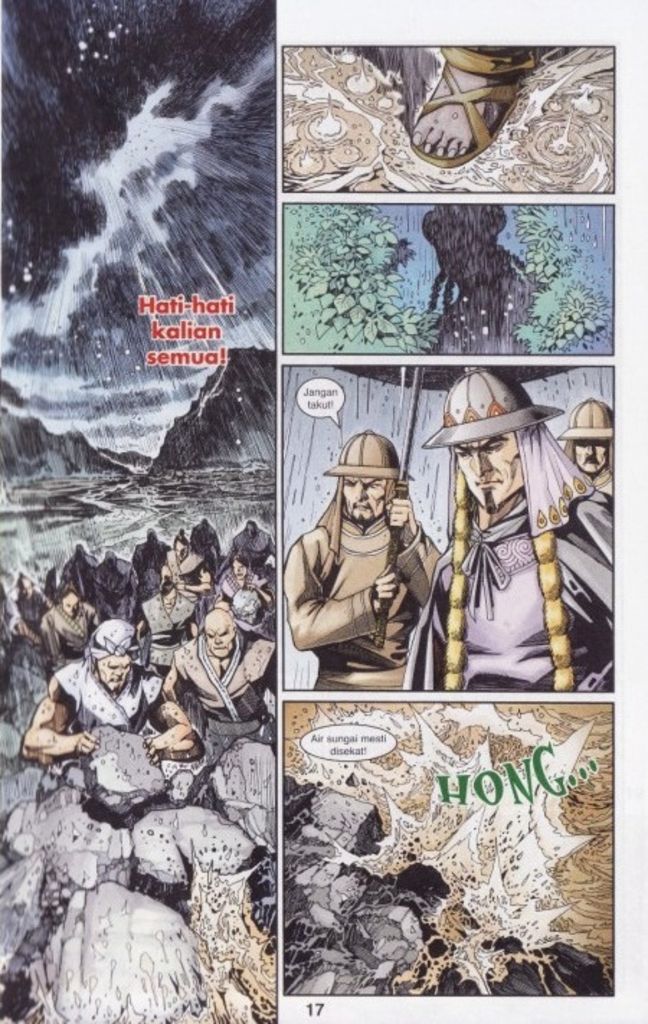 Hati-hati
kalian
semua!
Jangan
takut!
Air sungai mesti
disekat!
HONG...
17